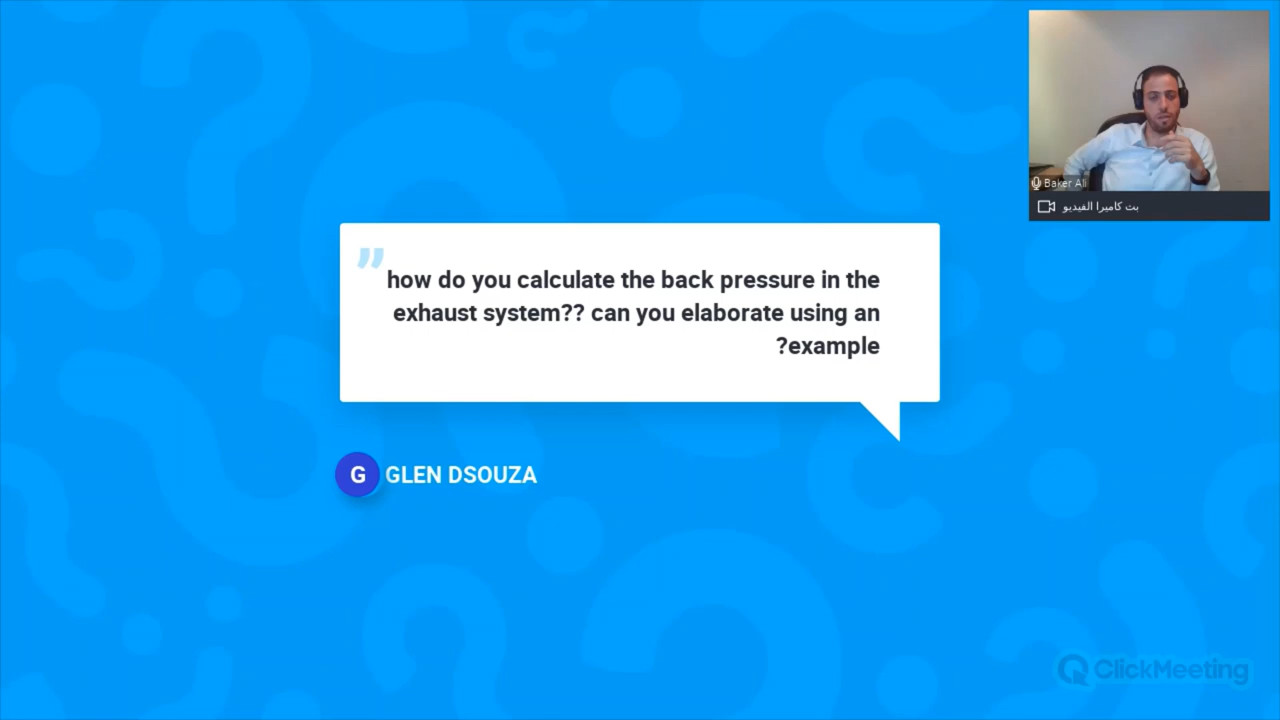 Baker Ali
بث كاميرا الفيديو
"
how do you calculate the back pressure in the
exhaust system?? can you elaborate using an
?example
G GLEN DSOUZA
ClickMeeting